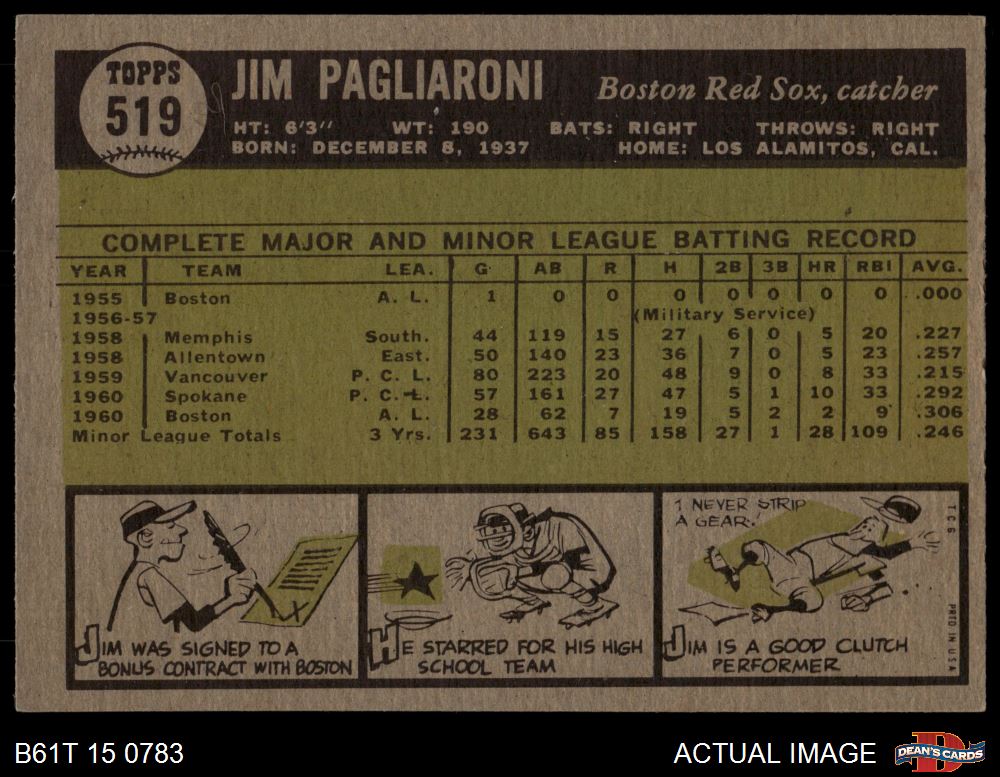 TOPPS
519
JIM PAGLIARONI
Boston Red Sox, catcher
HT: 6'3" WT: 190 BATS: RIGHT THROWS: RIGHT
BORN: DECEMBER 8, 1937 HOME: LOS ALAMITOS, CAL.
COMPLETE MAJOR AND MINOR LEAGUE BATTING RECORD
YEAR TEAM LEA. G AB R H 2B 3B HR RBI AVG.
1955 Boston A. L. 1 0 0 0 0 0 0 0 .000
1956-57 (Military Service)
1958 Memphis South. 44 119 15 27 6 0 5 20 .227
1958 Allentown East. 50 140 23 36 7 0 5 23 .257
1959 Vancouver P. C. L. 80 223 20 48 9 0 8 33 .215
1960 Spokane P. C. L. 57 161 27 47 5 1 10 33 .292
1960 Boston A. L. 28 62 7 19 5 2 2 9 .306
Minor League Totals 3 Yrs. 231 643 85 158 27 1 28 109 .246
X
JIM WAS SIGNED TO A
BONUS CONTRACT WITH BOSTON
HE STARRED FOR HIS HIGH
SCHOOL TEAM
I NEVER STRIP
A GEAR!
JIM IS A GOOD CLUTCH
PERFORMER
T.C.G.
PRTD. IN U.S.A.
B61T 15 0783
ACTUAL IMAGE
D
DEAN'S CARDS